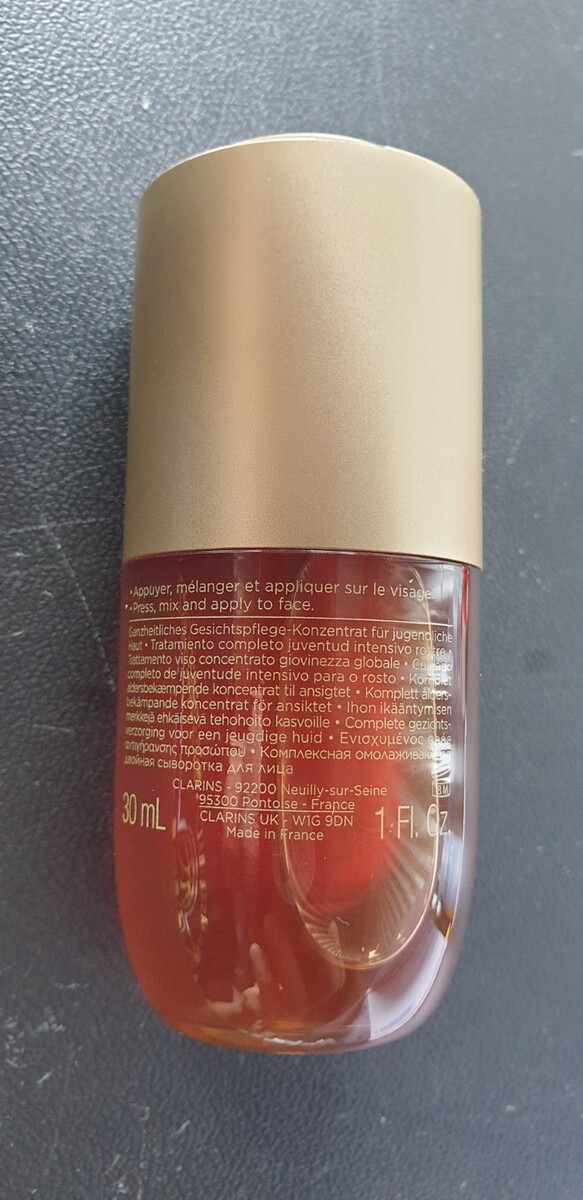 •Appuyer, mélanger et appliquer sur le visage.
•Press, mix and apply to face.
Ganzheitliches Gesichtspflege-Konzentrat für jugendliche
Haut • Tratamiento completo juventud intensivo rostro •
Trattamento viso concentrato giovinezza globale • Cuidado
completo de juventude intensivo para o rosto • Komplet
aldersbekæmpende koncentrat til ansigtet • Komplett ålders-
bekämpande koncentrat för ansiktet • Ihon ikääntymisen
merkkejä ehkäisevä tehohoito kasvoille • Complete gezichts-
verzorging voor een jeugdige huid • Ενισχυμένος
αντιγήρανσης προσώπου • Комплексная омолаживаю
двойная сыворотка для лица
CLARINS - 92200 Neuilly-sur-Seine
95300 Pontoise - France
CLARINS UK - W1G 9DN
Made in France
30 mL
1 Fl. Oz.